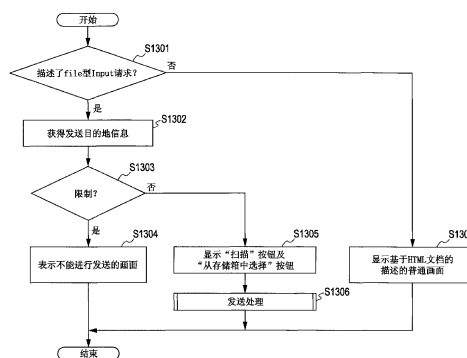 开始
S1301
描述了file型Input请求?
否
是
S1302
获得发送目的地信息
S1303
限制?
否
是
S1304
表示不能进行发送的画面
S1305
显示“扫描”按钮及
“从存储箱中选择”按钮
S1306
发送处理
显示基于HTML文档的
描述的普通画面
结束